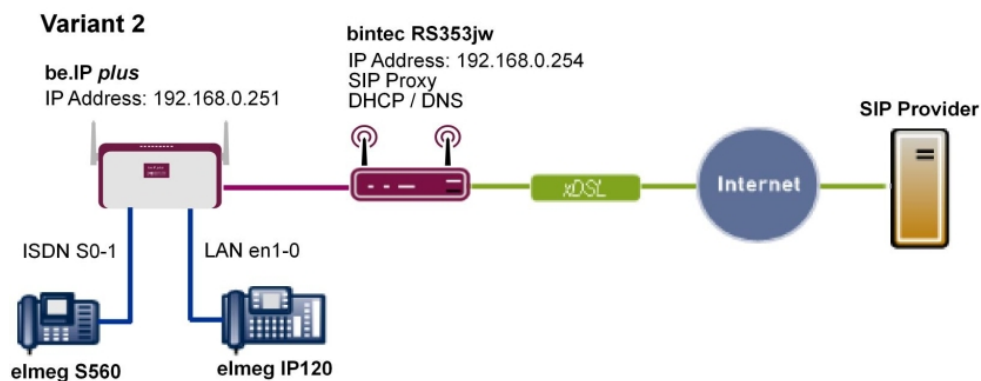 Variant 2
be.IP plus
IP Address: 192.168.0.251
bintec RS353jw
IP Address: 192.168.0.254
SIP Proxy
DHCP / DNS
SIP Provider
xDSL
Internet
ISDN S0-1
LAN en1-0
elmeg S560
elmeg IP120